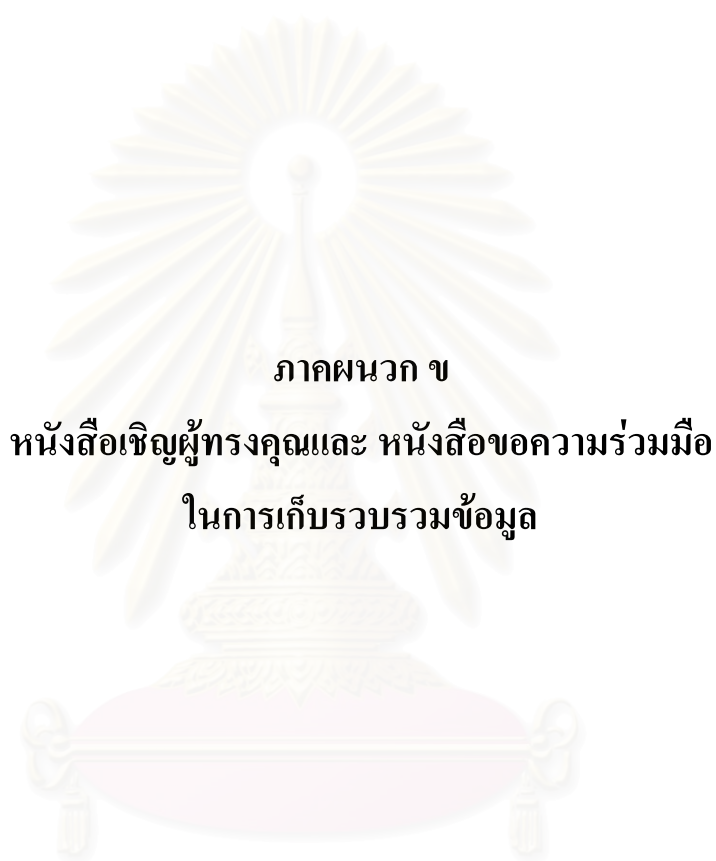 ภาคผนวก ข
หนังสือเชิญผู้ทรงคุณและ หนังสือขอความร่วมมือ
ในการเก็บรวบรวมข้อมูล